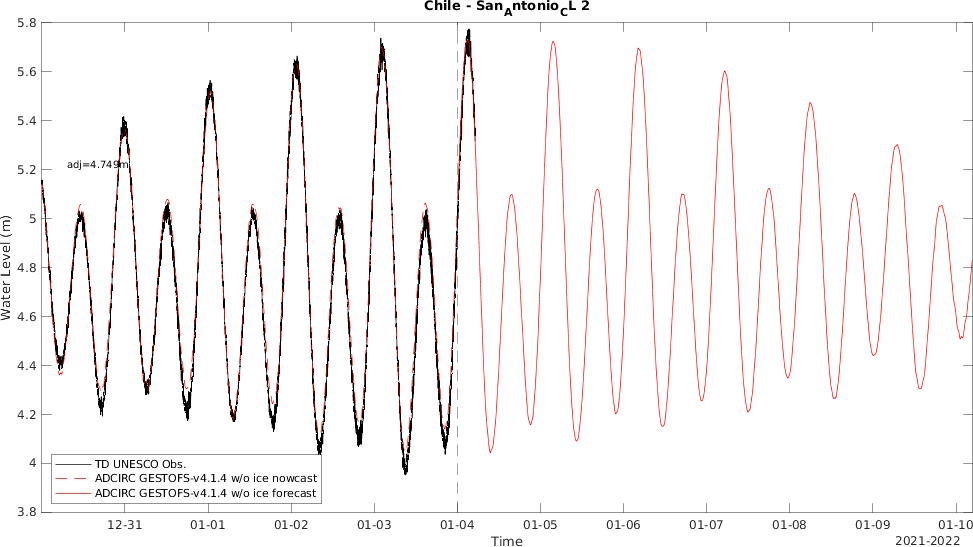 Chile - SanAntonioCL 2
5.8
5.6
5.4
5.2
5
4.8
4.6
4.4
4.2
4
3.8
Water Level (m)
adj=4.749m
TD UNESCO Obs.
ADCIRC GESTOFS-v4.1.4 w/o ice nowcast
ADCIRC GESTOFS-v4.1.4 w/o ice forecast
12-31 01-01 01-02 01-03 01-04 01-05 01-06 01-07 01-08 01-09 01-10
Time
2021-2022